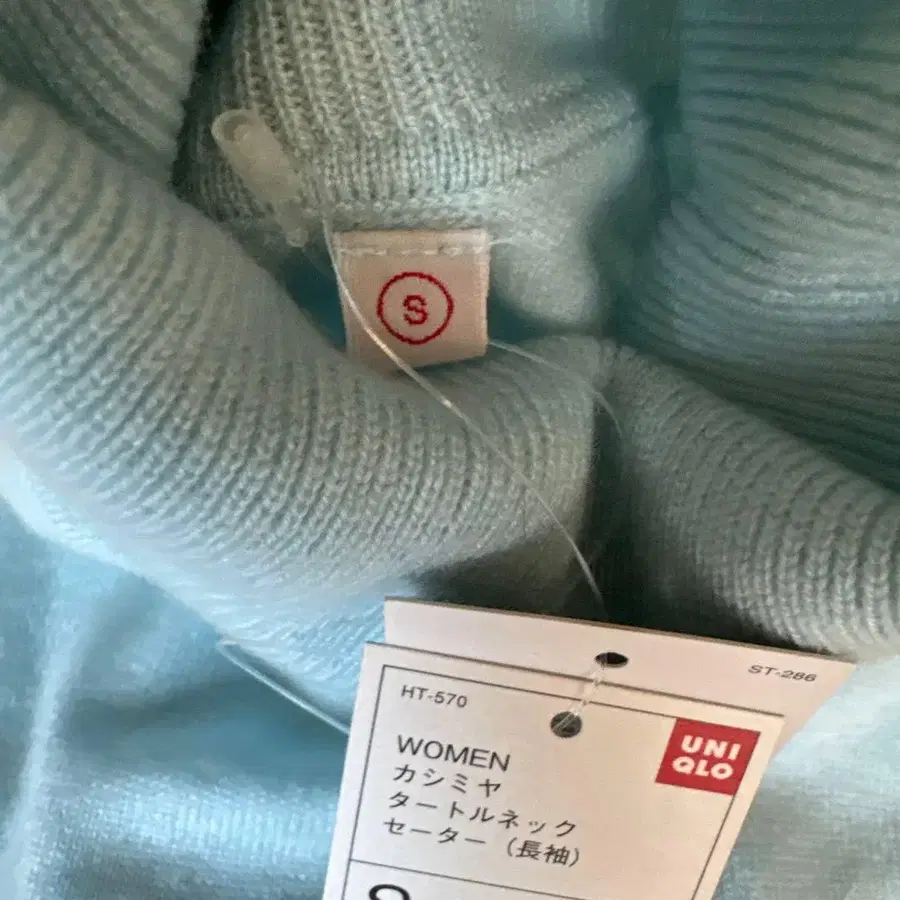 S
ST-286
HT-570
UNI
QLO
WOMEN
カシミヤ
タートルネック
セーター（長袖）
S